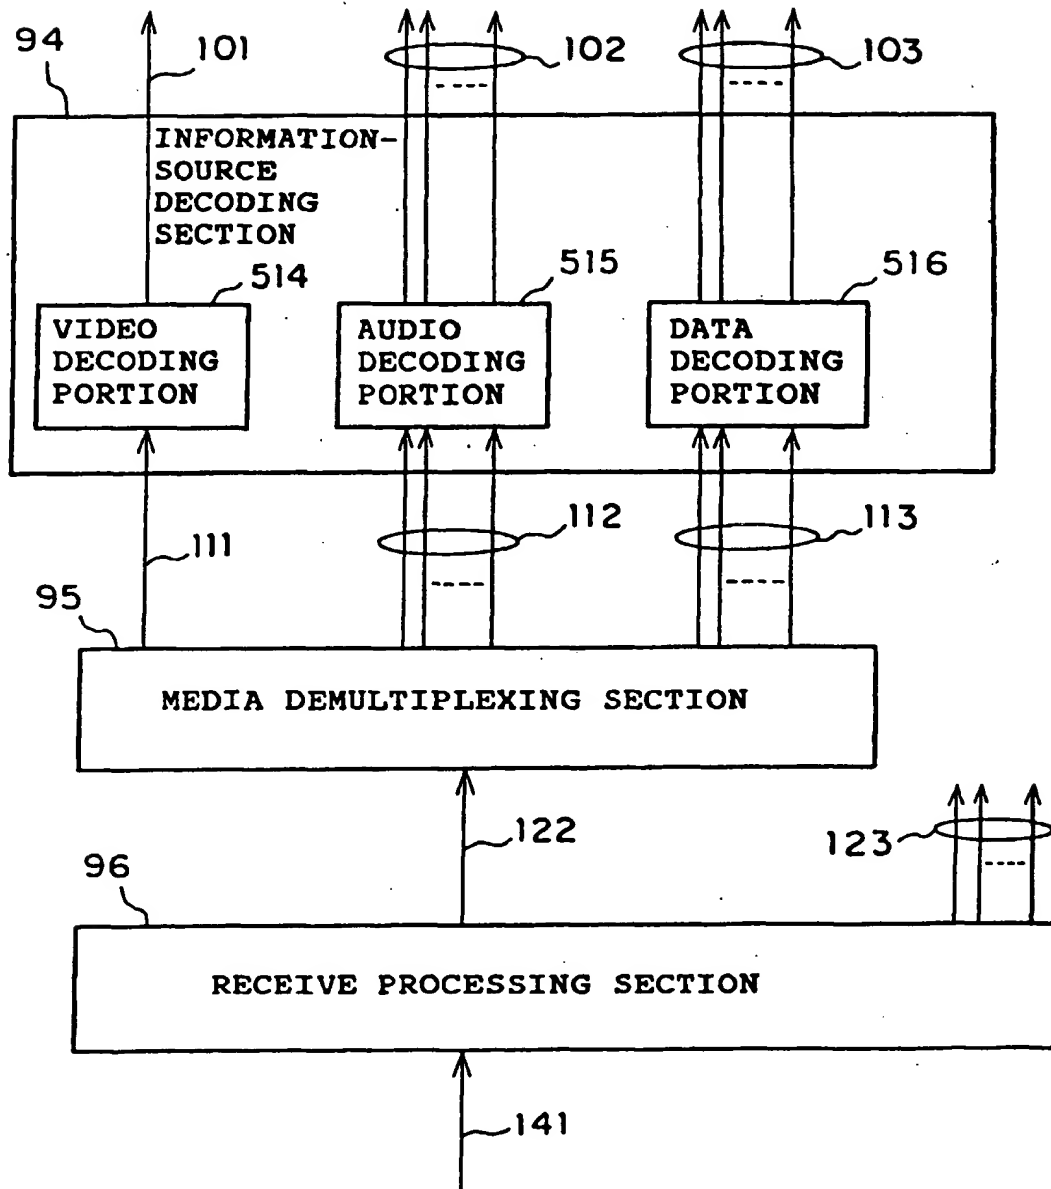 94
101
102
103
INFORMATION-
SOURCE
DECODING
SECTION
514
515
516
VIDEO
DECODING
PORTION
AUDIO
DECODING
PORTION
DATA
DECODING
PORTION
111
112
113
95
MEDIA DEMULTIPLEXING SECTION
122
123
96
RECEIVE PROCESSING SECTION
141